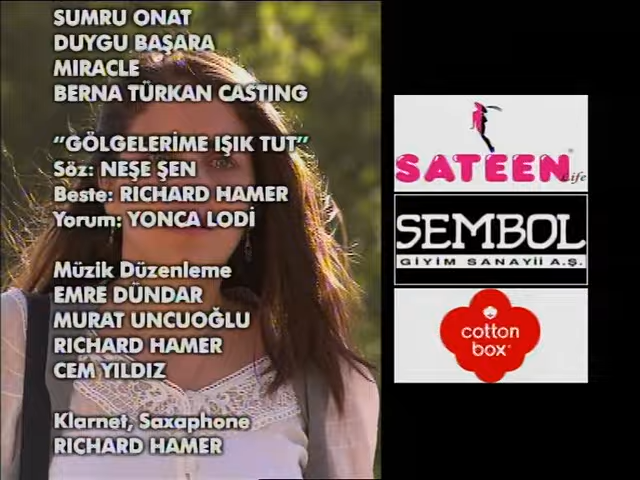 SUMRU ONAT
DUYGU BAŞARA
MIRACLE
BERNA TÜRKAN CASTING
"GÖLGELERİME IŞIK TUT"
Söz: NEŞE ŞEN
Beste: RICHARD HAMER
Yorum: YONCA LODİ
Müzik Düzenleme
EMRE DÜNDAR
MURAT UNCUOĞLU
RICHARD HAMER
CEM YILDIZ
Klarnet, Saxaphone
RICHARD HAMER
SATEEN
Life
SEMBOL
GİYİM SANAYİİ A.Ş.
cotton
box